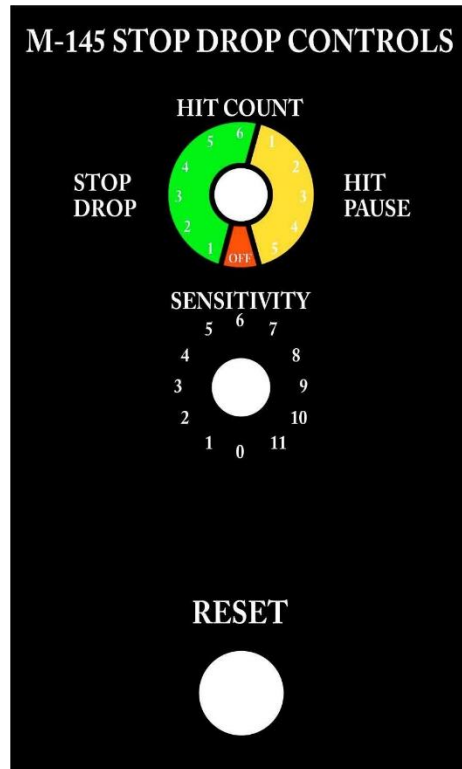 M-145 STOP DROP CONTROLS
HIT COUNT
STOP DROP
1 2 3 4 5 6
HIT PAUSE
1 2 3 4 5
OFF
SENSITIVITY
0 1 2 3 4 5 6 7 8 9 10 11
RESET